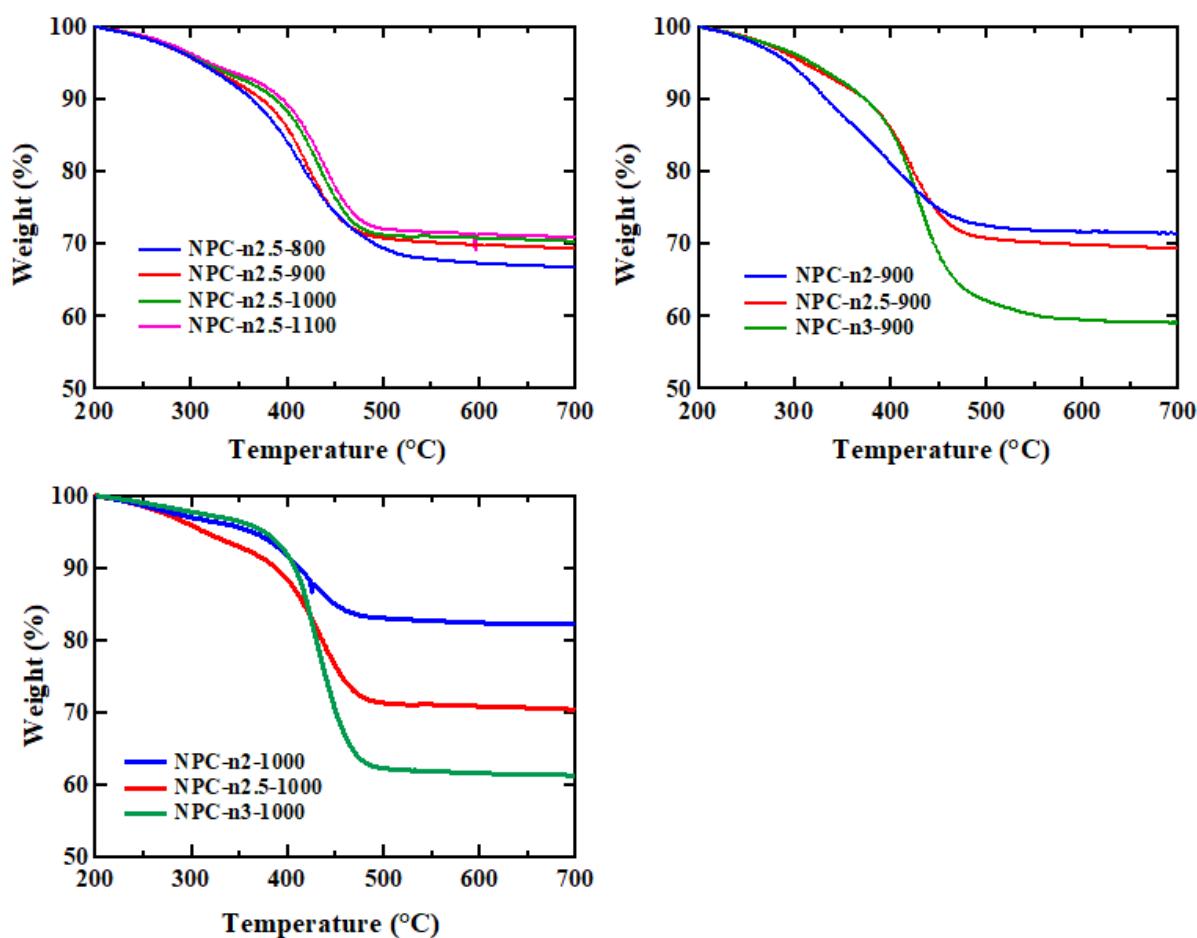 100
90
80
70
60
50
Weight (%)
NPC-n2.5-800
NPC-n2.5-900
NPC-n2.5-1000
NPC-n2.5-1100
200 300 400 500 600 700
Temperature (°C)
100
90
80
70
60
50
Weight (%)
NPC-n2-900
NPC-n2.5-900
NPC-n3-900
200 300 400 500 600 700
Temperature (°C)
100
90
80
70
60
50
Weight (%)
NPC-n2-1000
NPC-n2.5-1000
NPC-n3-1000
200 300 400 500 600 700
Temperature (°C)